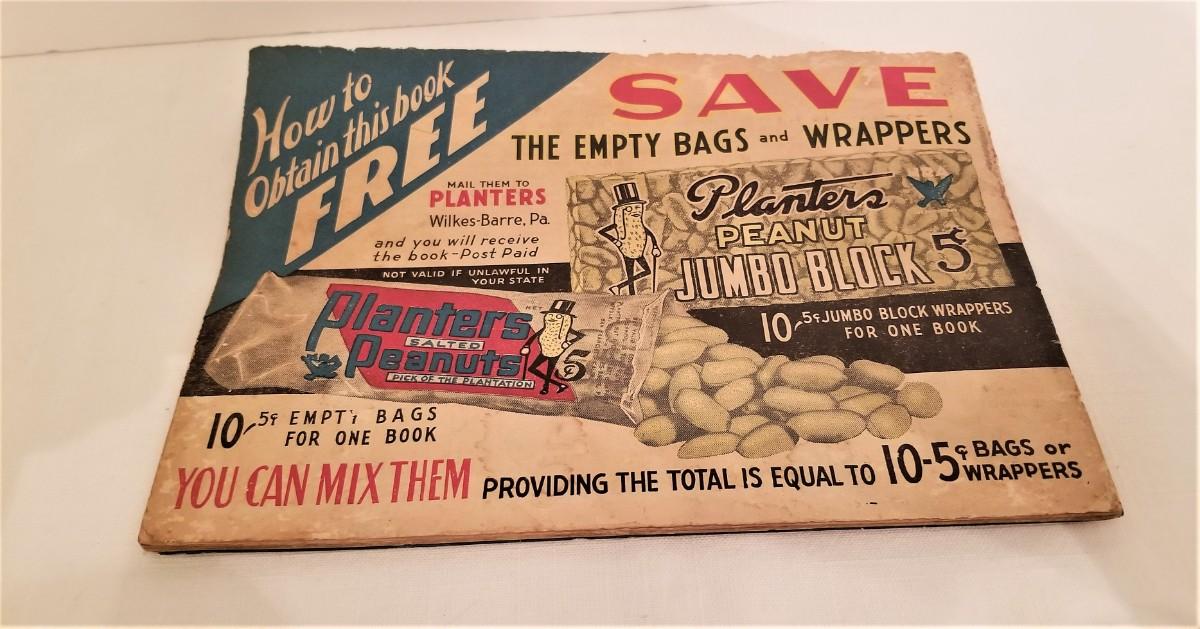 How to
Obtain this book
FREE
SAVE
THE EMPTY BAGS and WRAPPERS
MAIL THEM TO
PLANTERS
Wilkes-Barre, Pa.
and you will receive
the book-Post Paid
NOT VALID IF UNLAWFUL IN
YOUR STATE
Planters
PEANUT
JUMBO BLOCK 5¢
10-5¢ JUMBO BLOCK WRAPPERS
FOR ONE BOOK
Planters
SALTED
Peanuts 5
PICK OF THE PLANTATION
10-5¢ EMPTY BAGS
FOR ONE BOOK
YOU CAN MIX THEM PROVIDING THE TOTAL IS EQUAL TO 10-5¢ BAGS or
WRAPPERS